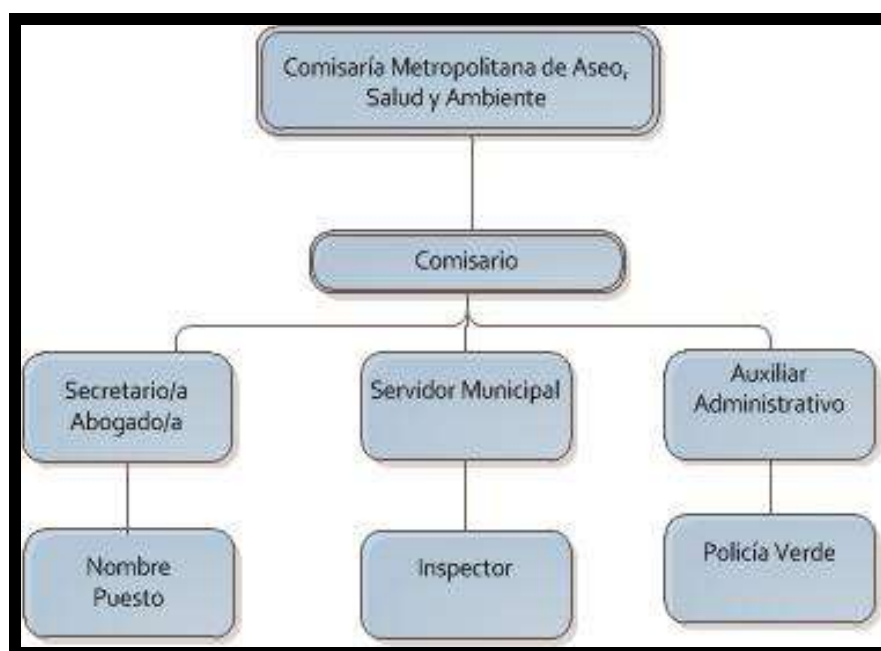 Comisaría Metropolitana de Aseo,
Salud y Ambiente
Comisario
Secretario/a
Abogado/a
Servidor Municipal
Auxiliar
Administrativo
Nombre
Puesto
Inspector
Policía Verde